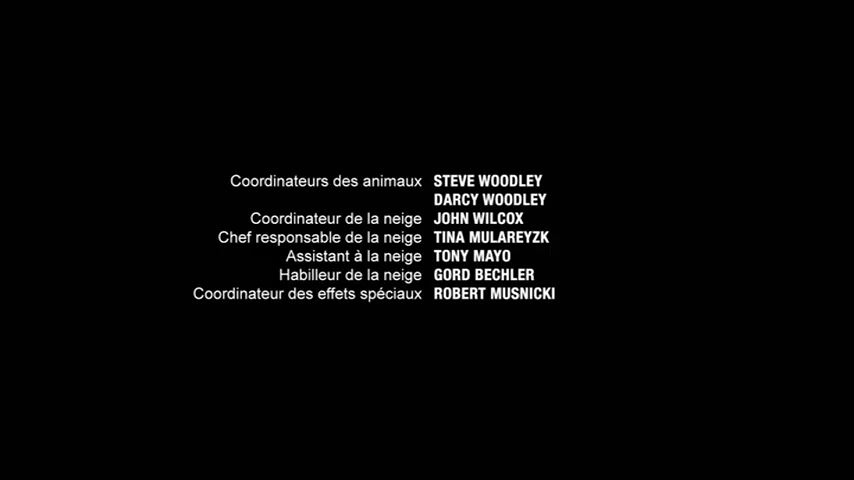 Coordinateurs des animaux STEVE WOODLEY
DARCY WOODLEY
Coordinateur de la neige JOHN WILCOX
Chef responsable de la neige TINA MULAREYZK
Assistant à la neige TONY MAYO
Habilleur de la neige GORD BECHLER
Coordinateur des effets spéciaux ROBERT MUSNICKI